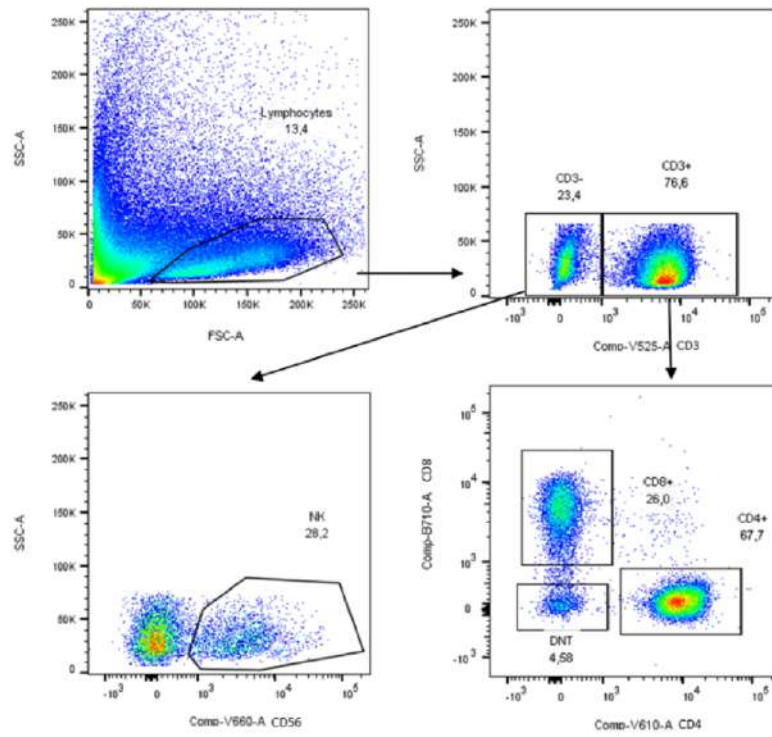 250K
200K
150K
100K
50K
0
SSC-A
Lymphocytes
13,4
0 50K 100K 150K 200K 250K
FSC-A
250K
200K
150K
100K
50K
0
SSC-A
CD3-
23,4
CD3+
76,6
-10³ 10³ 10⁴ 10⁵
Comp-V525-A CD3
250K
200K
150K
100K
50K
0
SSC-A
NK
28,2
-10³ 0 10³ 10⁴ 10⁵
Comp-V660-A CD56
10⁵
10⁴
10³
0
-10³
Comp-B710-A CD8
CD8+
26,0
CD4+
67,7
DNT
4,58
-10³ 0 10³ 10⁴ 10⁵
Comp-V610-A CD4